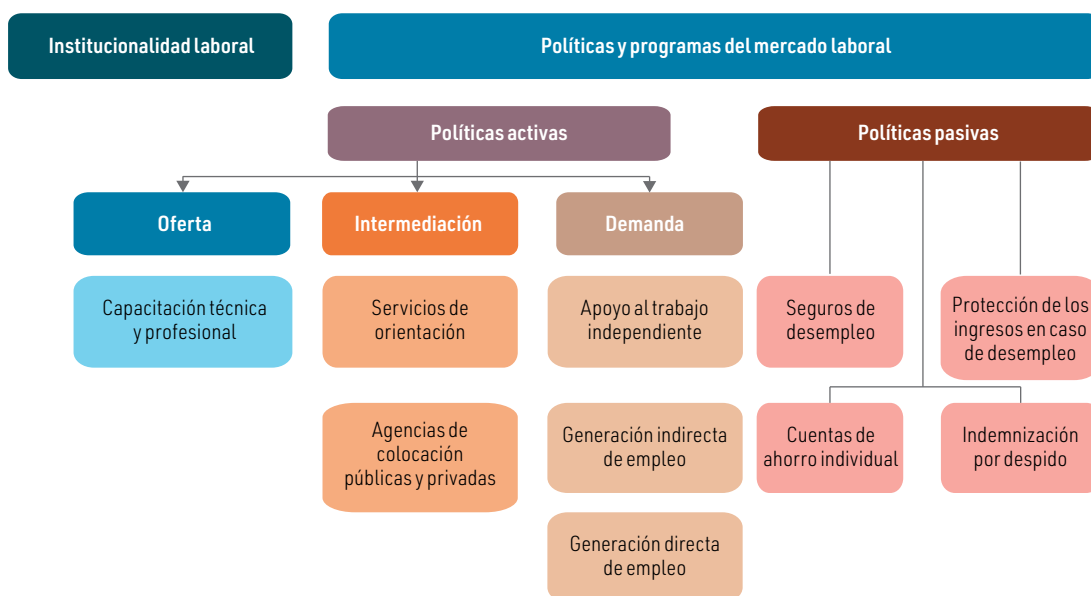 Institucionalidad laboral
Políticas y programas del mercado laboral
Políticas activas
Políticas pasivas
Oferta
Intermediación
Demanda
Capacitación técnica
y profesional
Servicios de
orientación
Apoyo al trabajo
independiente
Seguros de
desempleo
Protección de los
ingresos en caso
de desempleo
Agencias de
colocación
públicas y privadas
Generación indirecta
de empleo
Cuentas de
ahorro individual
Indemnización
por despido
Generación directa
de empleo